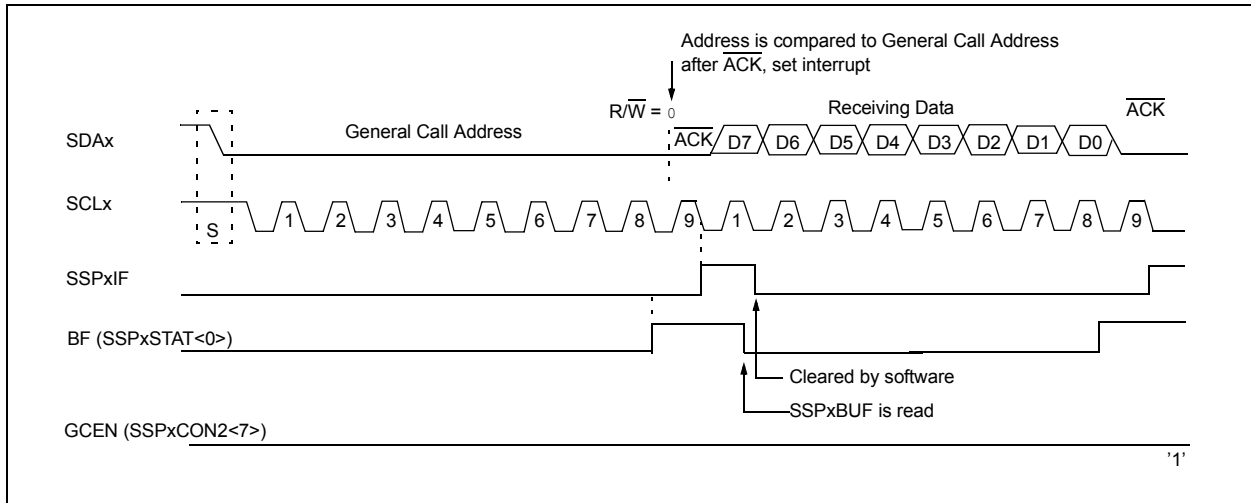 Address is compared to General Call Address
after ACK, set interrupt
R/W = 0
Receiving Data
ACK
General Call Address
SDAx
ACK D7 D6 D5 D4 D3 D2 D1 D0
SCLx
S
1 2 3 4 5 6 7 8 9 1 2 3 4 5 6 7 8 9
SSPxIF
BF (SSPxSTAT<0>)
Cleared by software
SSPxBUF is read
GCEN (SSPxCON2<7>)
’1’